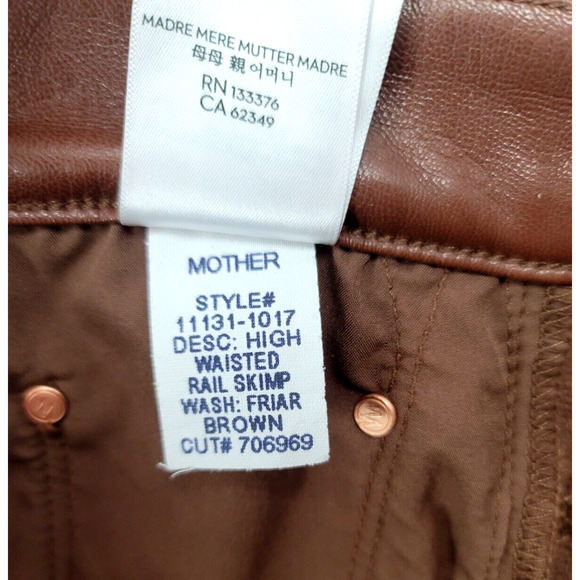 MADRE MERE MUTTER MADRE
母母 親 어머니
RN 133376
CA 62349
MOTHER
STYLE#
11131-1017
DESC: HIGH
WAISTED
RAIL SKIMP
WASH: FRIAR
BROWN
CUT# 706969